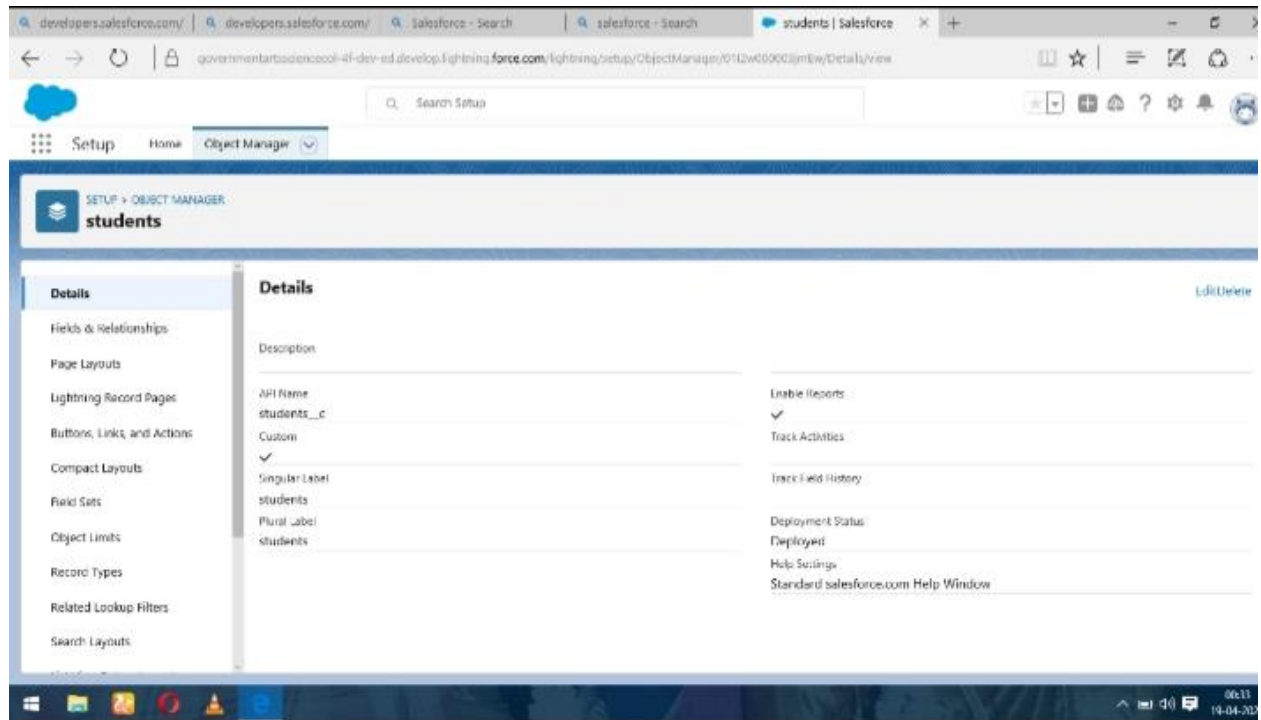 developers.salesforce.com/
developers.salesforce.com/
Salesforce - Search
salesforce - Search
students | Salesforce
Search Setup
Setup
Home
Object Manager
SETUP > OBJECT MANAGER
students
Details
Fields & Relationships
Page Layouts
Lightning Record Pages
Buttons, Links, and Actions
Compact Layouts
Field Sets
Object Limits
Record Types
Related Lookup Filters
Search Layouts
Details
Edit Delete
Description
API Name
students__c
Custom
Singular Label
students
Plural Label
students
Enable Reports
Track Activities
Track Field History
Deployment Status
Deployed
Help Settings
Standard salesforce.com Help Window
00:33